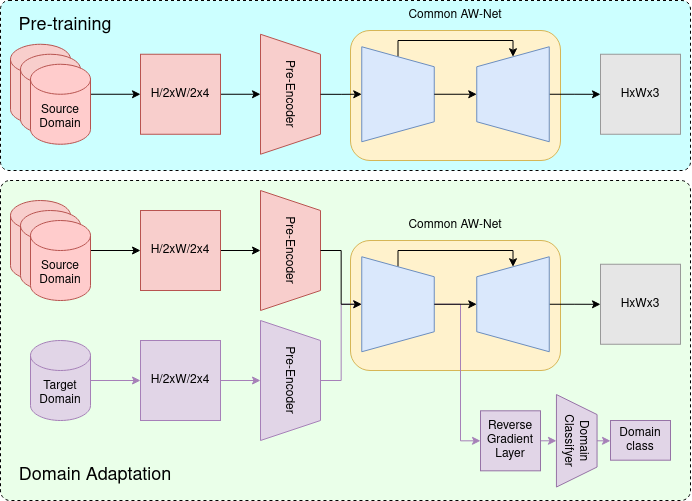 Pre-training
Common AW-Net
Source
Domain
H/2xW/2x4
Pre-Encoder
HxWx3
Source
Domain
H/2xW/2x4
Pre-Encoder
Common AW-Net
HxWx3
Target
Domain
H/2xW/2x4
Pre-Encoder
Reverse
Gradient
Layer
Domain
Classifyer
Domain
class
Domain Adaptation